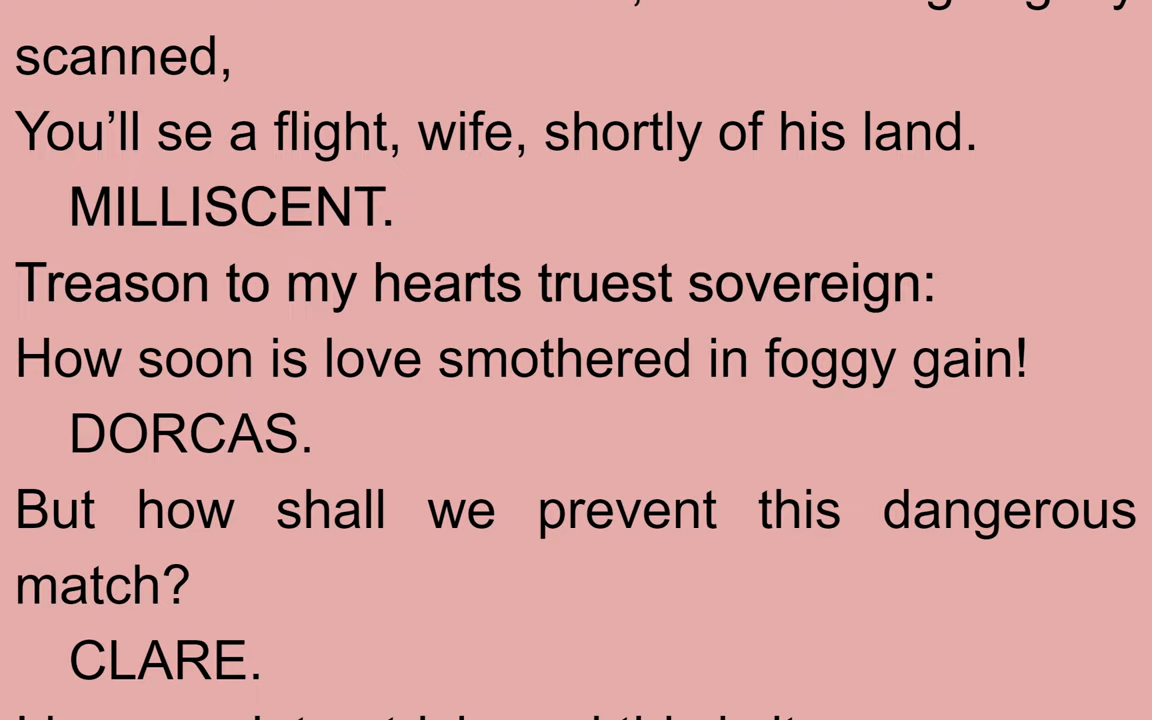 scanned,
You’ll se a flight, wife, shortly of his land.
MILLISCENT.
Treason to my hearts truest sovereign:
How soon is love smothered in foggy gain!
DORCAS.
But how shall we prevent this dangerous
match?
CLARE.